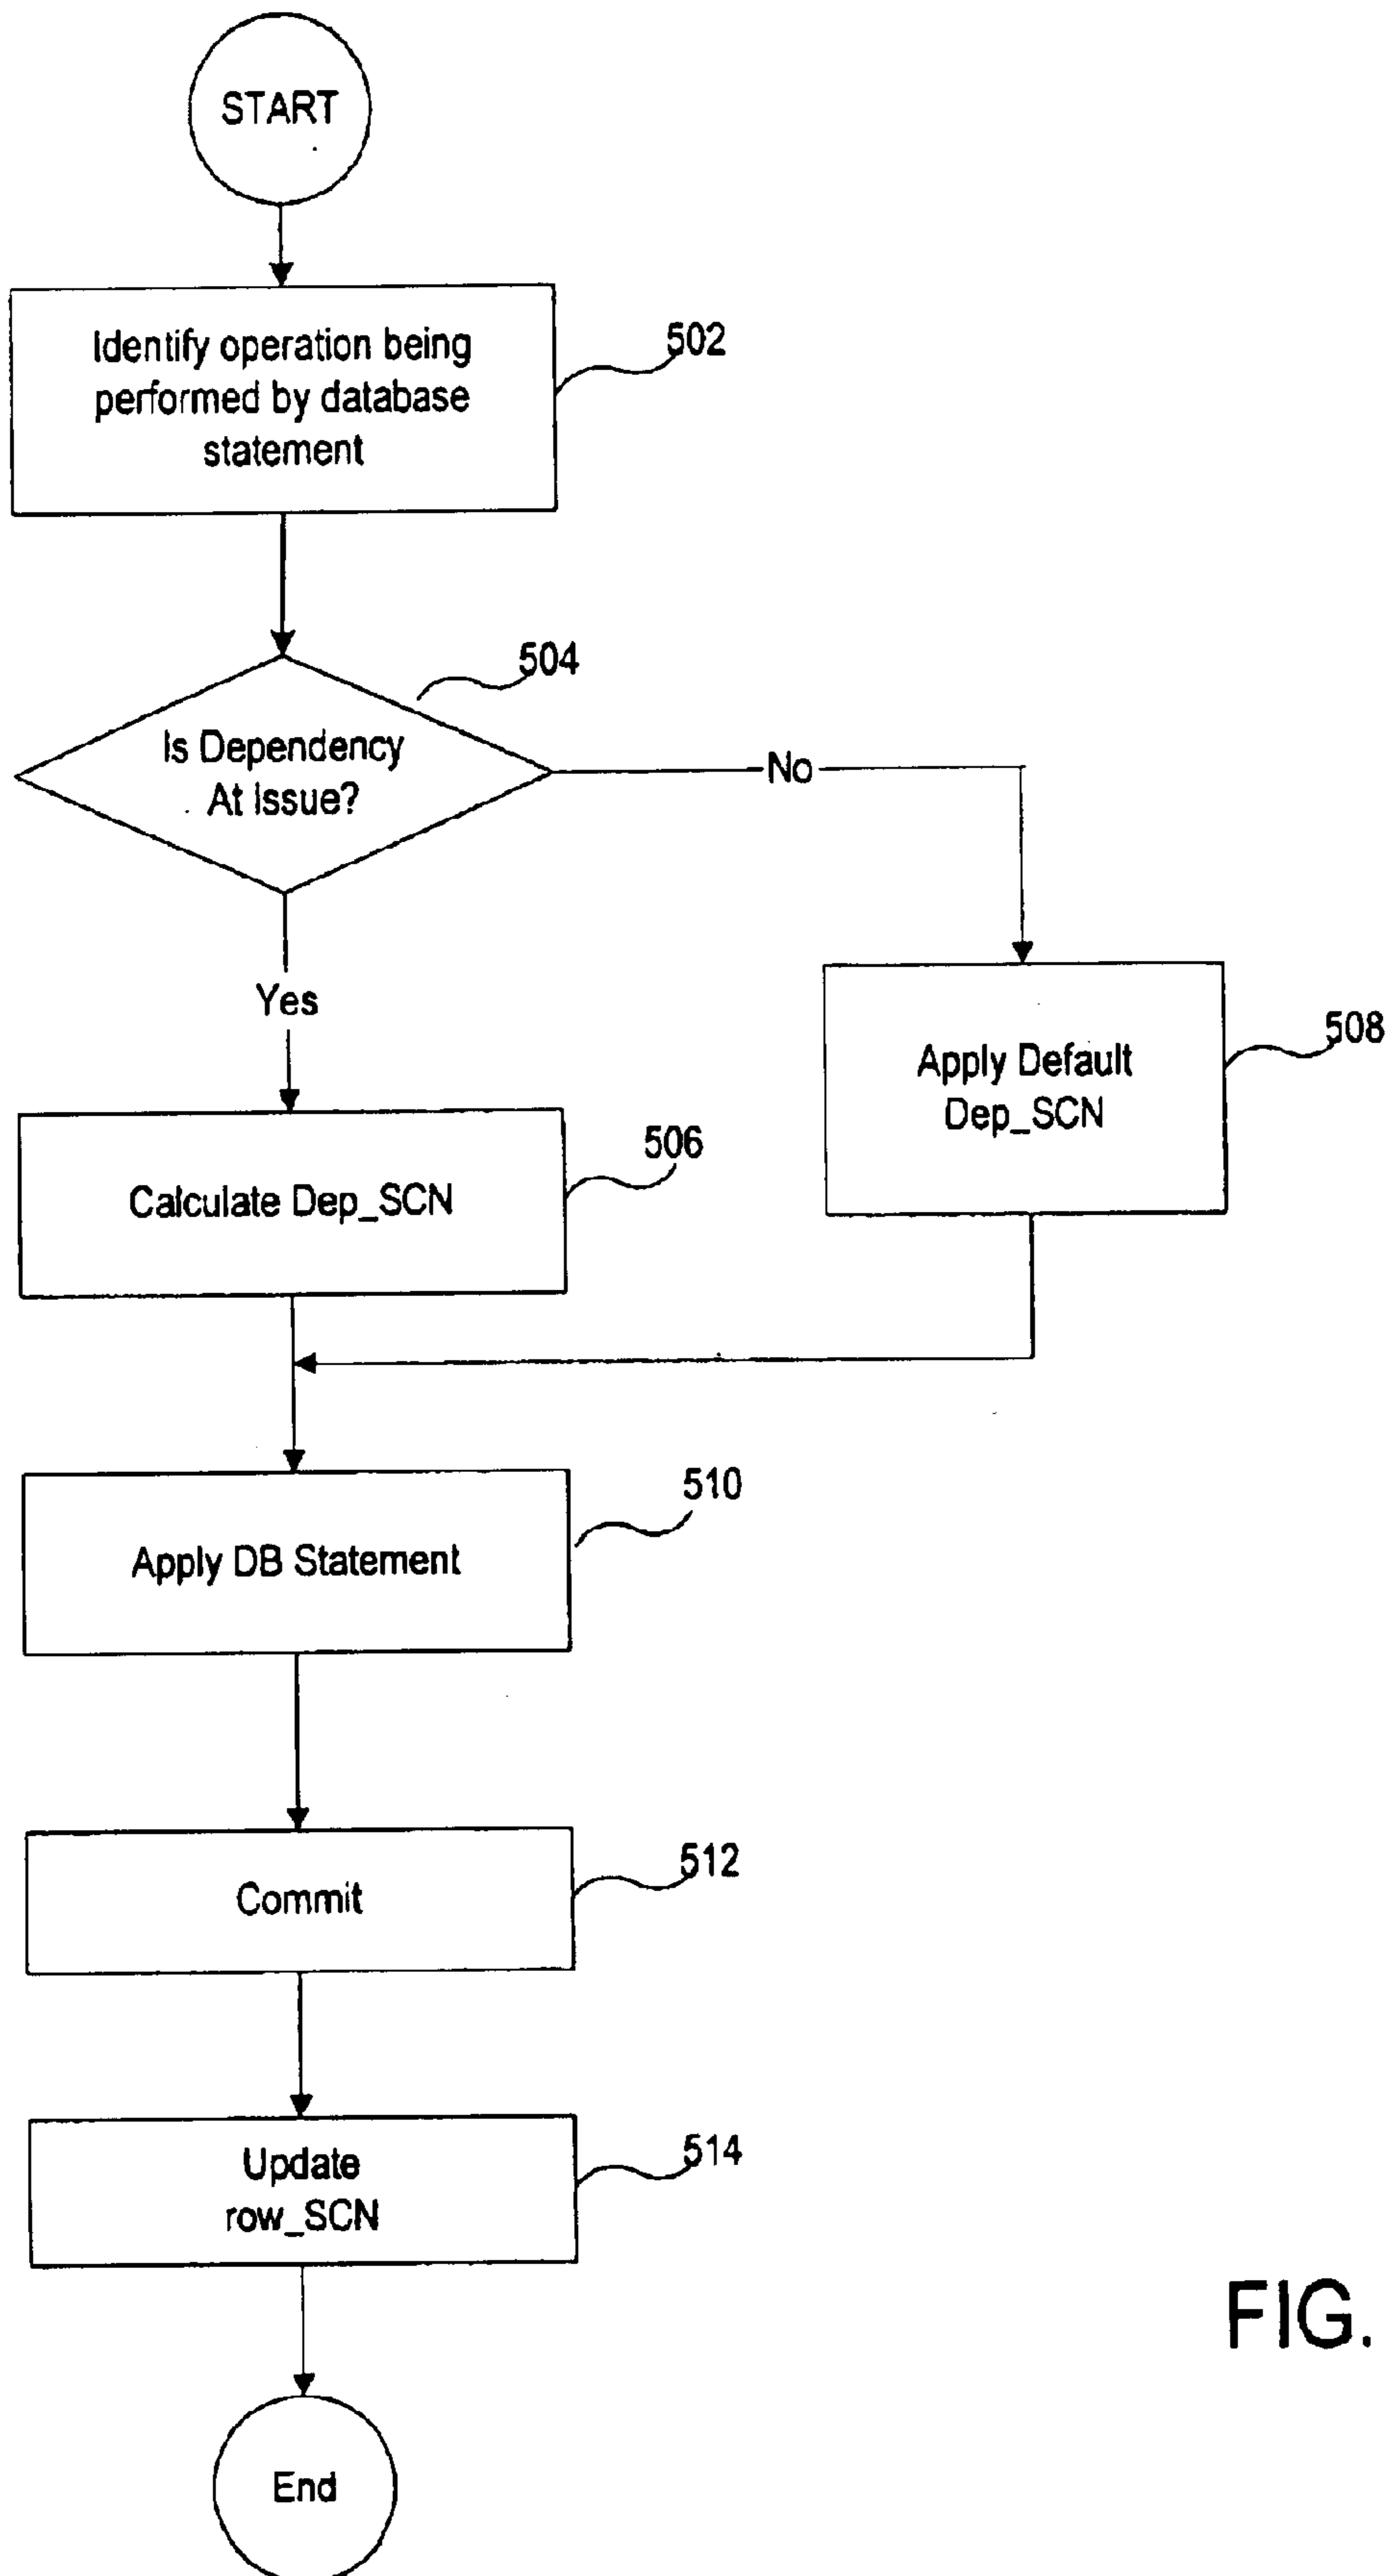 START
Identify operation being
performed by database
statement
502
504
Is Dependency
At Issue?
No
Yes
508
Apply Default
Dep_SCN
506
Calculate Dep_SCN
510
Apply DB Statement
512
Commit
514
Update
row_SCN
FIG.
End